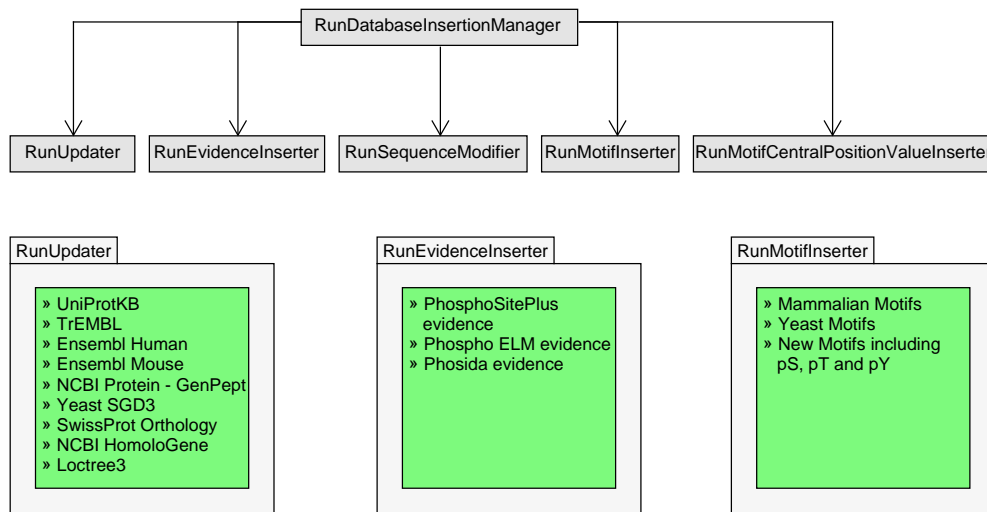 RunDatabaseInsertionManager
RunUpdater
RunEvidenceInserter
RunSequenceModifier
RunMotifInserter
RunMotifCentralPositionValueInserter
RunUpdater
» UniProtKB
» TrEMBL
» Ensembl Human
» Ensembl Mouse
» NCBI Protein - GenPept
» Yeast SGD3
» SwissProt Orthology
» NCBI HomoloGene
» Loctree3
RunEvidenceInserter
» PhosphoSitePlus
evidence
» Phospho ELM evidence
» Phosida evidence
RunMotifInserter
» Mammalian Motifs
» Yeast Motifs
» New Motifs including
pS, pT and pY